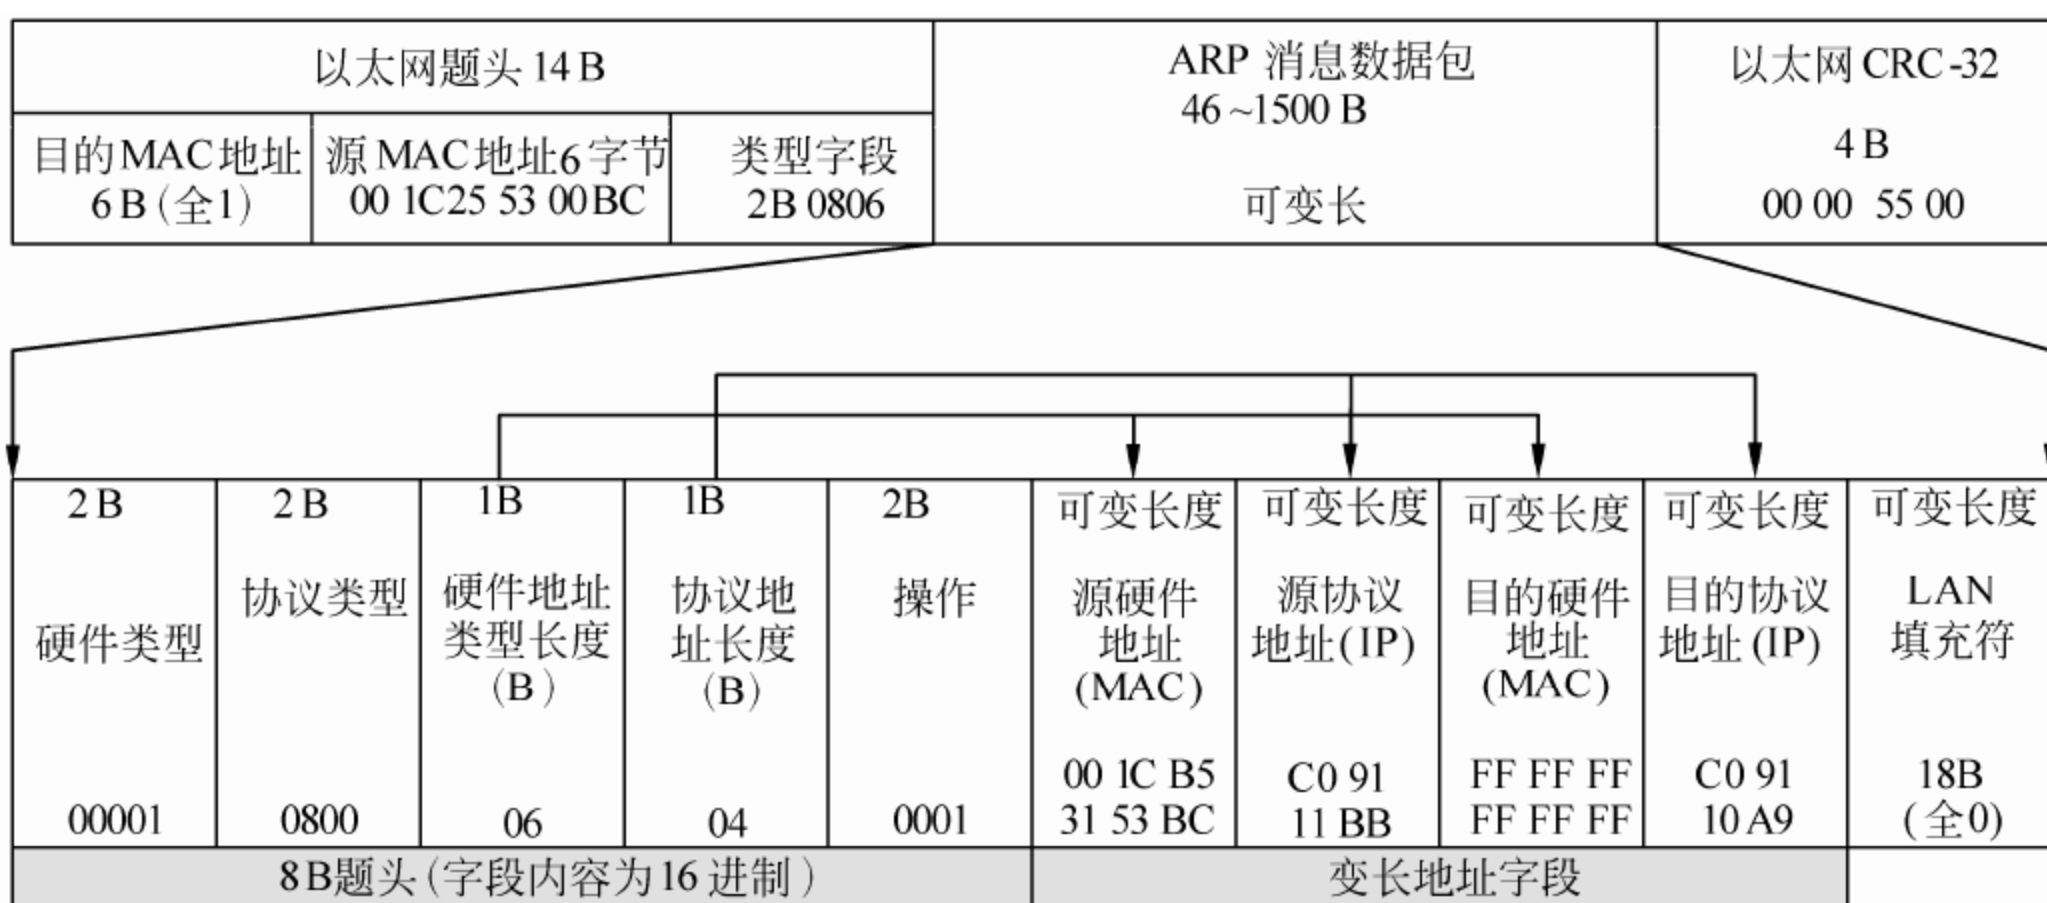 以太网题头 14 B
目的MAC地址
6 B (全1)
源 MAC地址6 字节
00 1C25 53 00BC
类型字段
2B 0806
ARP 消息数据包
46 ~1500 B
可变长
以太网 CRC-32
4 B
00 00 55 00
2 B
硬件类型
00001
2 B
协议类型
0800
1B
硬件地址
类型长度
(B)
06
1B
协议地
址长度
(B)
04
2B
操作
0001
可变长度
源硬件
地址
(MAC)
00 1C B5
31 53 BC
可变长度
源协议
地址(IP)
C0 91
11 BB
可变长度
目的硬件
地址
(MAC)
FF FF FF
FF FF FF
可变长度
目的协议
地址 (IP)
C0 91
10 A9
可变长度
LAN
填充符
18B
(全0)
8B题头 (字段内容为 16 进制 )
变长地址字段